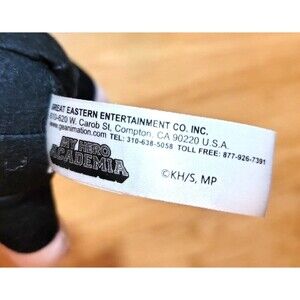 GREAT EASTERN ENTERTAINMENT CO. INC.
610-620 W. Carob St, Compton, CA 90220 U.S.A.
www.geanimation.com TEL: 310-638-5058 TOLL FREE: 877-926-7391
MY HERO
ACADEMIA
©KH/S, MP